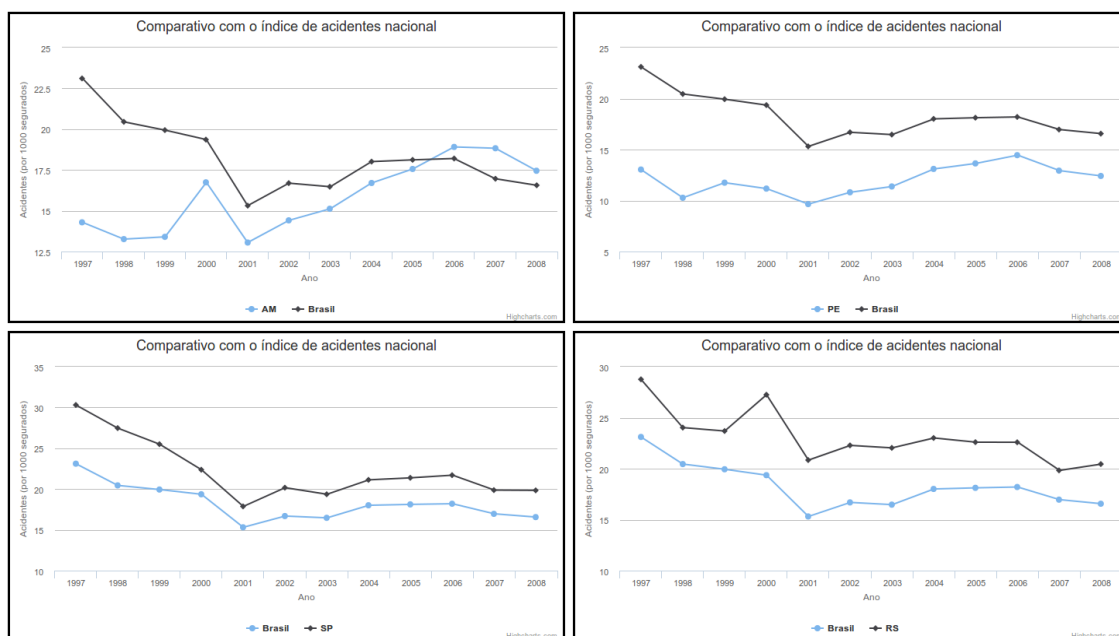 Comparativo com o índice de acidentes nacional
Acidentes (por 1000 segurados)
25
22.5
20
17.5
15
12.5
1997 1998 1999 2000 2001 2002 2003 2004 2005 2006 2007 2008
Ano
AM Brasil
Highcharts.com
Comparativo com o índice de acidentes nacional
Acidentes (por 1000 segurados)
25
20
15
10
5
1997 1998 1999 2000 2001 2002 2003 2004 2005 2006 2007 2008
Ano
PE Brasil
Highcharts.com
Comparativo com o índice de acidentes nacional
Acidentes (por 1000 segurados)
35
30
25
20
15
10
1997 1998 1999 2000 2001 2002 2003 2004 2005 2006 2007 2008
Ano
Brasil SP
Highcharts.com
Comparativo com o índice de acidentes nacional
Acidentes (por 1000 segurados)
30
25
20
15
10
1997 1998 1999 2000 2001 2002 2003 2004 2005 2006 2007 2008
Ano
Brasil RS
Highcharts.com